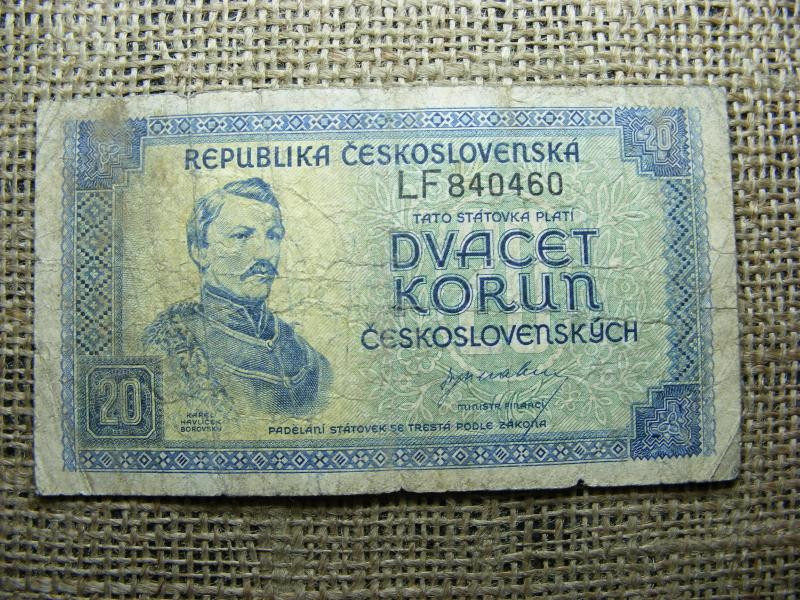 20
REPUBLIKA ČESKOSLOVENSKÁ
LF 840460
TATO STÁTOVKA PLATÍ
DVACET
KORUN
ČESKOSLOVENSKÝCH
MINISTR FINANCÍ
20
KAREL
HAVLÍČEK
BOROVSKÝ
PADĚLÁNÍ STÁTOVEK SE TRESTÁ PODLE ZÁKONA